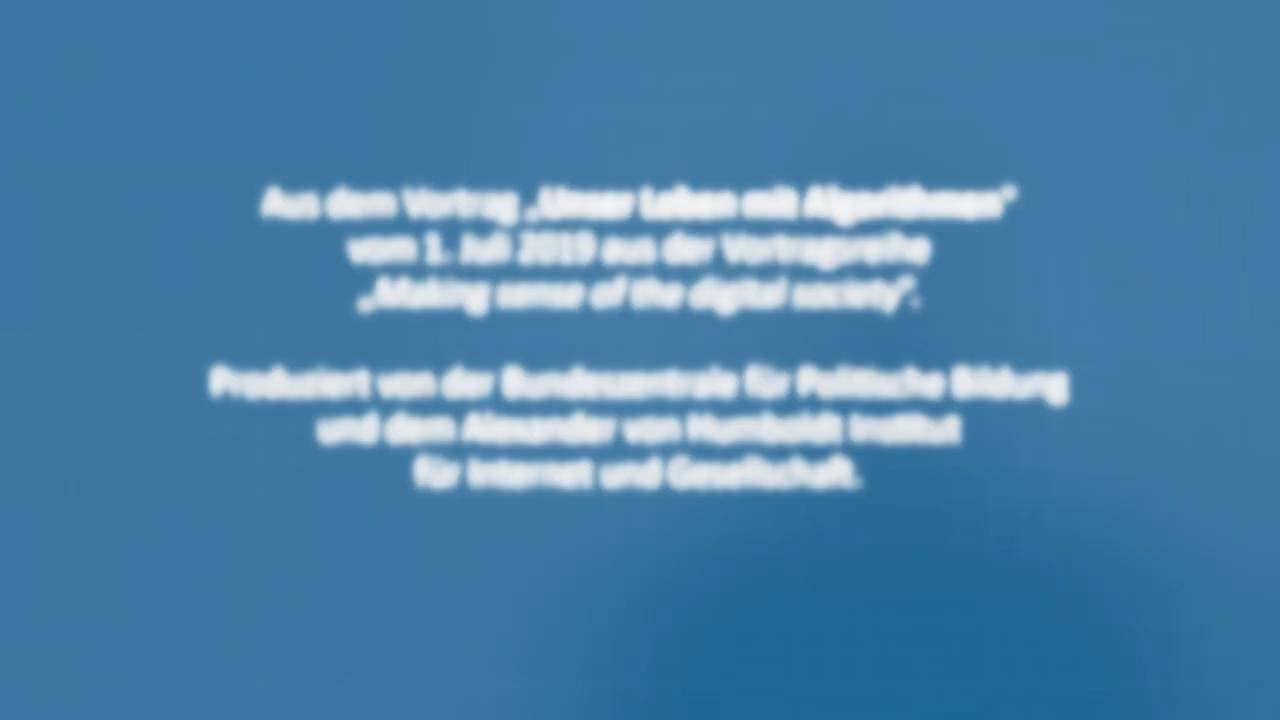 Aus dem Vortrag „Unser Leben mit Algorithmen“
vom 1. Juli 2019 aus der Vortragsreihe
„Making sense of the digital society“.
Produziert von der Bundeszentrale für Politische Bildung
und dem Alexander von Humboldt Institut
für Internet und Gesellschaft.